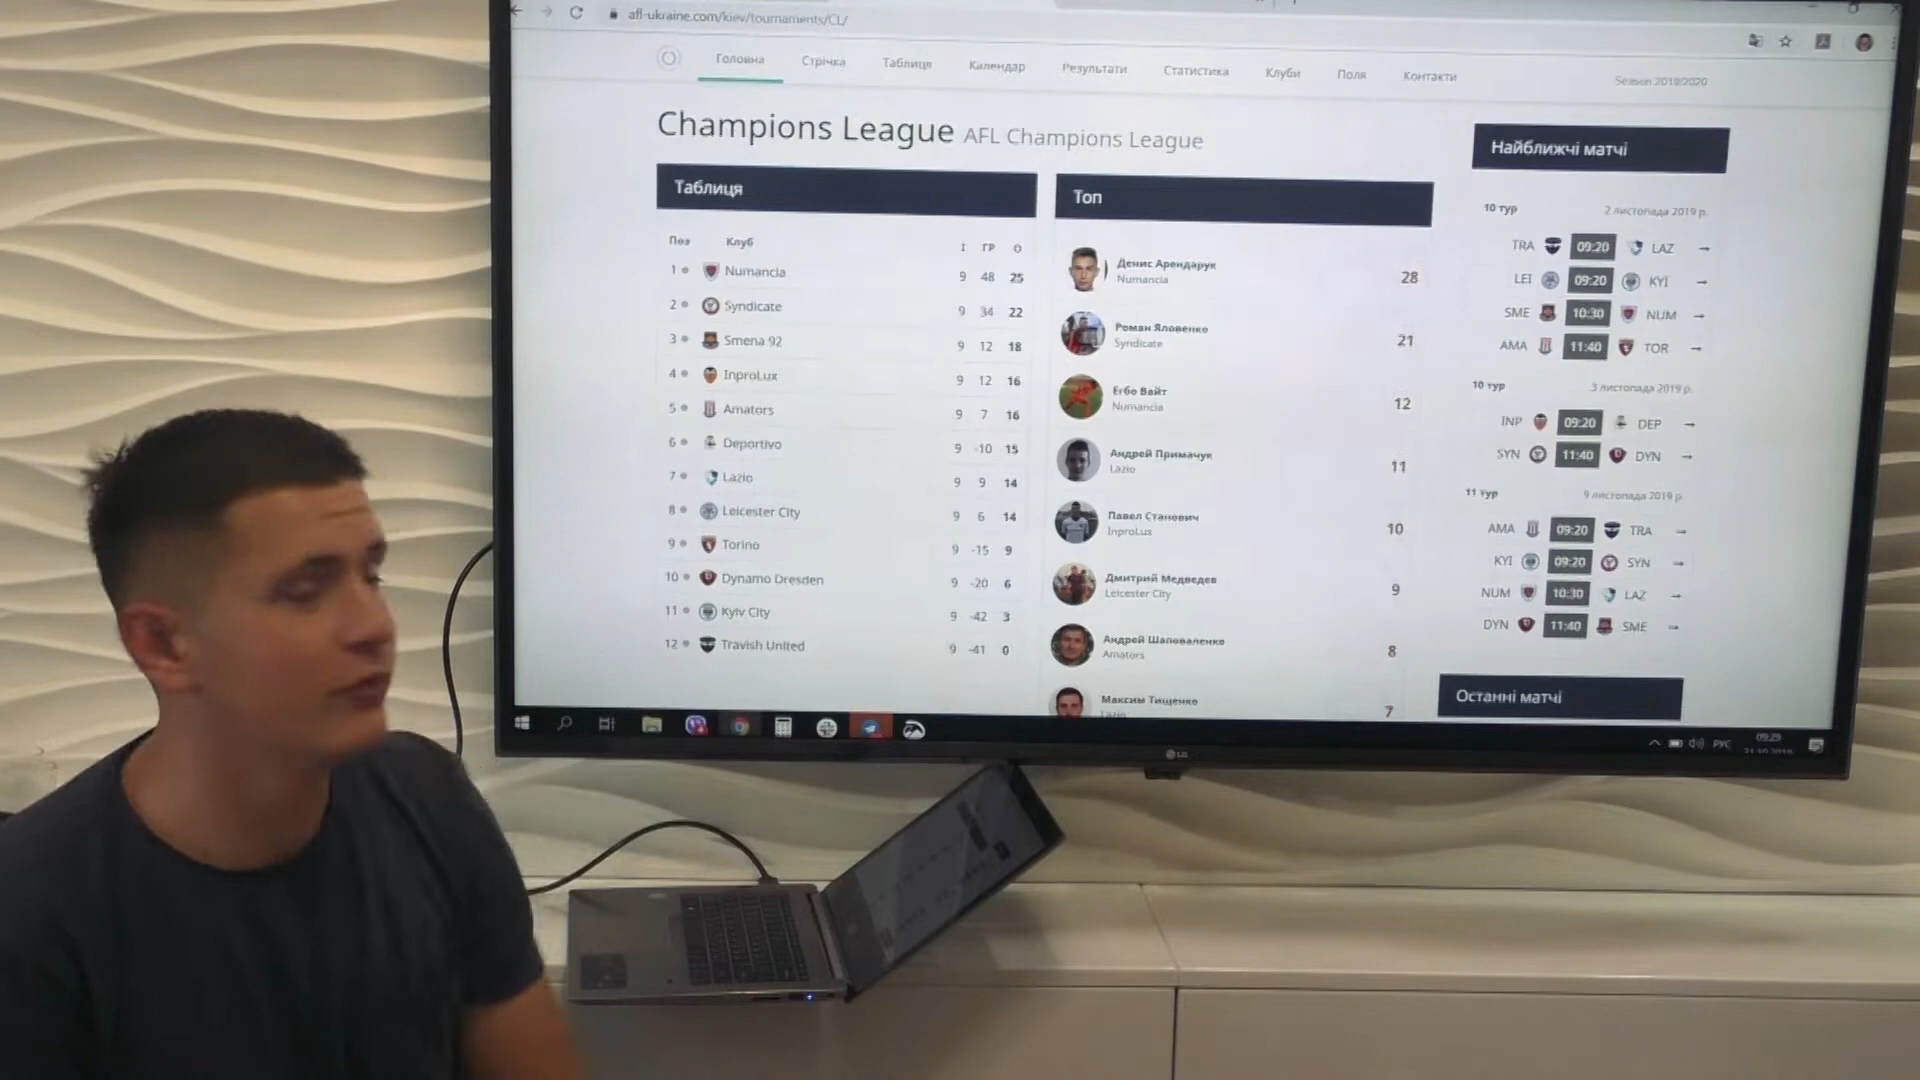 afl-ukraine.com/kiev/tournaments/CL/
Головна Стрічка Таблиця Календар Результати Статистика Клуби Поля Контакти
Season 2019/2020
Champions League AFL Champions League
Таблиця
Поз Клуб І ГР О
1 Numancia 9 48 25
2 Syndicate 9 34 22
3 Smena 92 9 12 18
4 InproLux 9 12 16
5 Amators 9 7 16
6 Deportivo 9 -10 15
7 Lazio 9 9 14
8 Leicester City 9 6 14
9 Torino 9 -15 9
10 Dynamo Dresden 9 -20 6
11 Kyiv City 9 -42 3
12 Travish United 9 -41 0
Топ
Денис Арендарук 28
Numancia
Роман Яловенко 21
Syndicate
Егбо Вайт 12
Numancia
Андрей Примачук 11
Lazio
Павел Станович 10
InproLux
Дмитрий Медведев 9
Leicester City
Андрей Шаповаленко 8
Amators
Максим Тищенко 7
Lazio
Найближчі матчі
10 тур 2 листопада 2019 р.
TRA 09:20 LAZ
LEI 09:20 KYI
SME 10:30 NUM
AMA 11:40 TOR
10 тур 3 листопада 2019 р.
INP 09:20 DEP
SYN 11:40 DYN
11 тур 9 листопада 2019 р.
AMA 09:20 TRA
KYI 09:20 SYN
NUM 10:30 LAZ
DYN 11:40 SME
Останні матчі
РУС 09:29
31.10.2019
LG